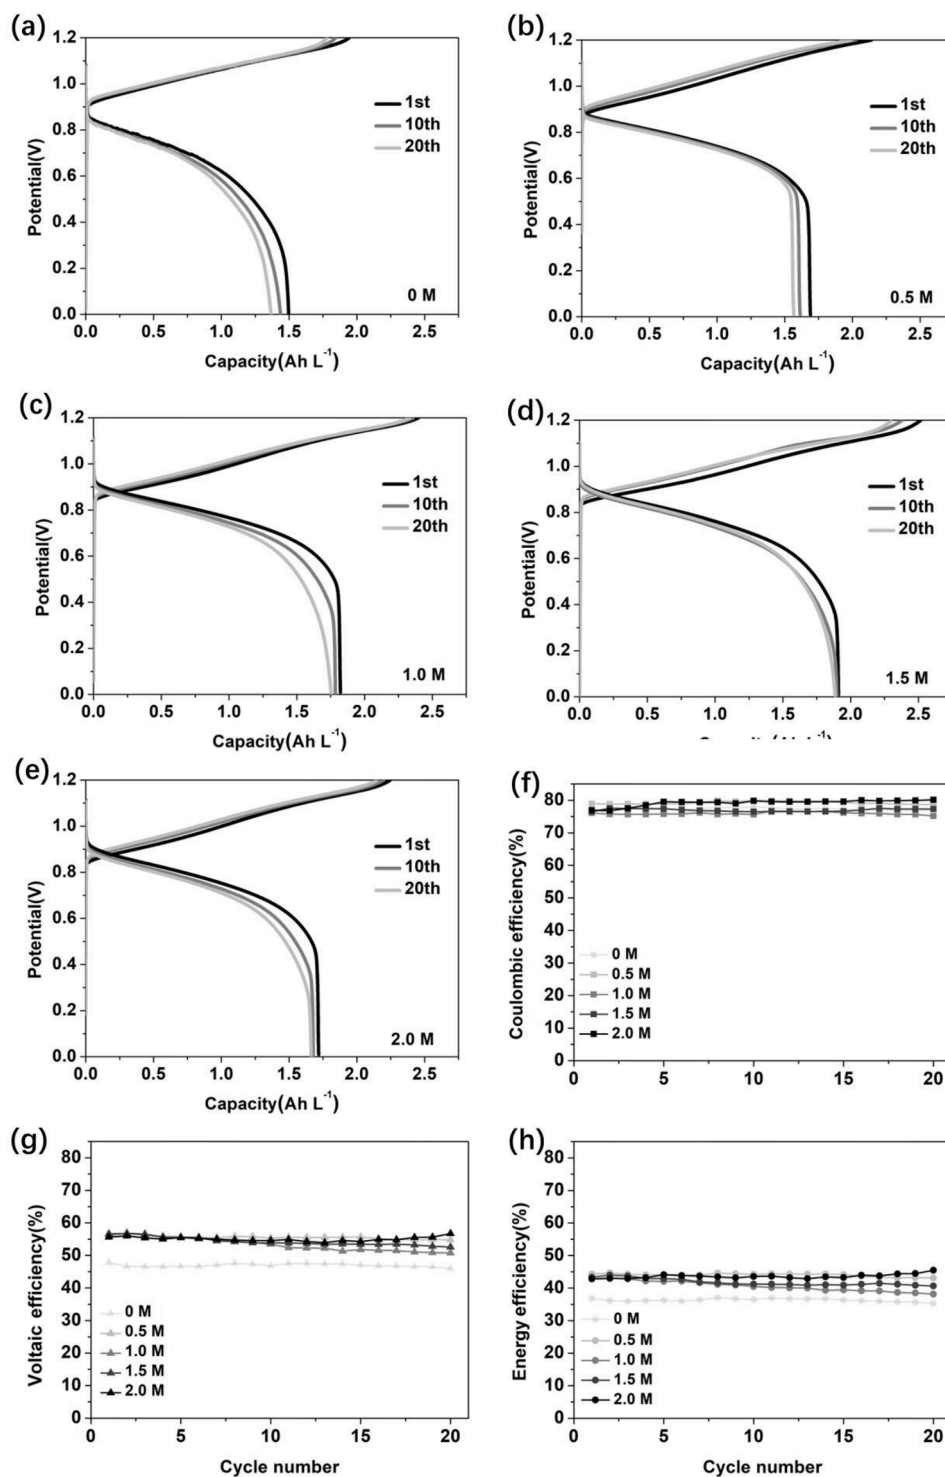 (a)
1.2
1.0
0.8
0.6
0.4
0.2
0.0
Potential(V)
1st
10th
20th
0 M
0.0 0.5 1.0 1.5 2.0 2.5
Capacity(Ah L⁻¹)
(b)
1.2
1.0
0.8
0.6
0.4
0.2
0.0
Potential(V)
1st
10th
20th
0.5 M
0.0 0.5 1.0 1.5 2.0 2.5
Capacity(Ah L⁻¹)
(c)
1.2
1.0
0.8
0.6
0.4
0.2
0.0
Potential(V)
1st
10th
20th
1.0 M
0.0 0.5 1.0 1.5 2.0 2.5
Capacity(Ah L⁻¹)
(d)
1.2
1.0
0.8
0.6
0.4
0.2
0.0
Potential(V)
1st
10th
20th
1.5 M
0.0 0.5 1.0 1.5 2.0 2.5
Capacity(Ah L⁻¹)
(e)
1.2
1.0
0.8
0.6
0.4
0.2
0.0
Potential(V)
1st
10th
20th
2.0 M
0.0 0.5 1.0 1.5 2.0 2.5
Capacity(Ah L⁻¹)
(f)
80
70
60
50
40
30
20
10
0
Coulombic efficiency(%)
0 M
0.5 M
1.0 M
1.5 M
2.0 M
0 5 10 15 20
(g)
80
70
60
50
40
30
20
10
0
Voltaic efficiency(%)
0 M
0.5 M
1.0 M
1.5 M
2.0 M
0 5 10 15 20
Cycle number
(h)
80
70
60
50
40
30
20
10
0
Energy efficiency(%)
0 M
0.5 M
1.0 M
1.5 M
2.0 M
0 5 10 15 20
Cycle number